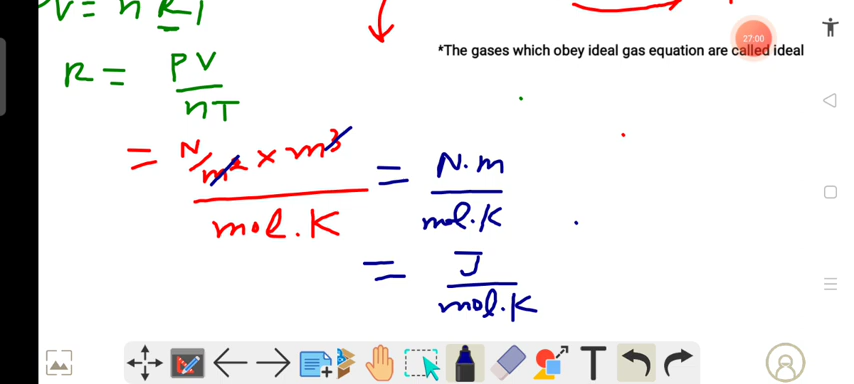 PV = nRT
*The gases which obey ideal gas equation are called ideal
27:00
R = PV / nT
= N/m² × m³ / mol.K = N.m / mol.K
= J / mol.K
T